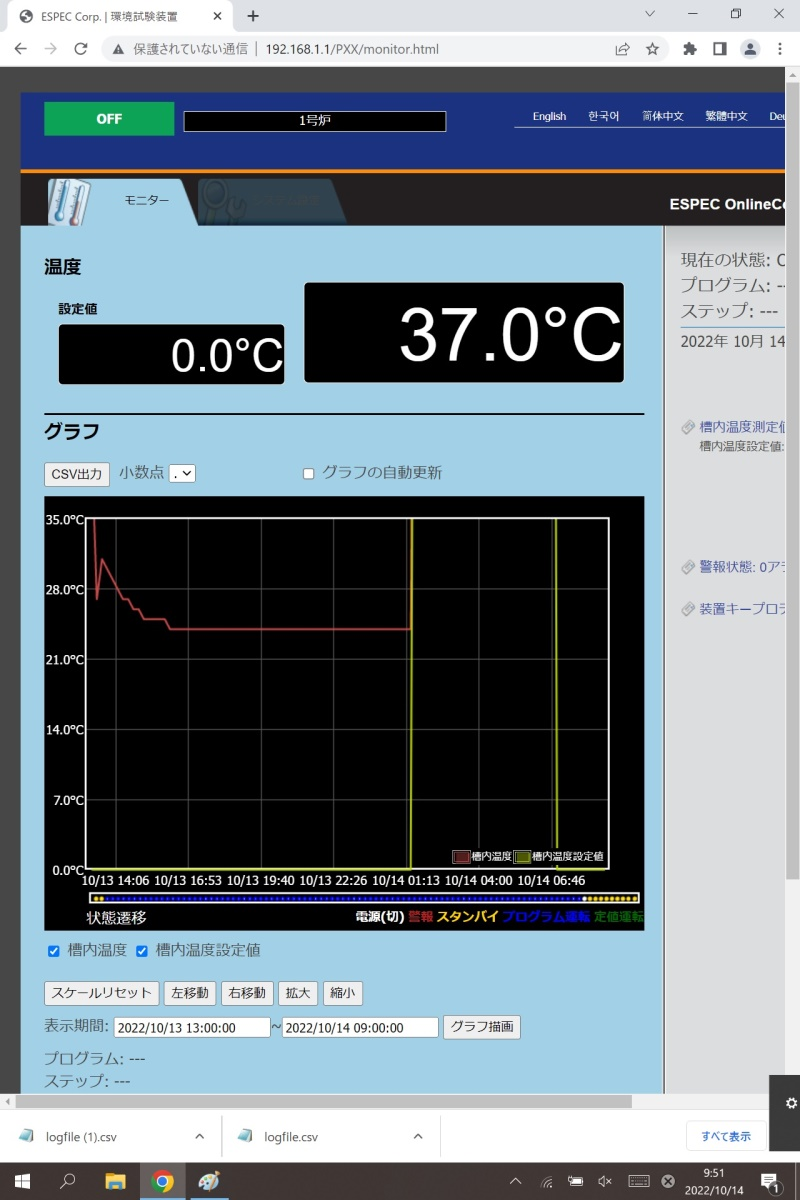 ESPEC Corp. | 環境試験装置
保護されていない通信 | 192.168.1.1/PXX/monitor.html
OFF
1号炉
English 한국어 简体中文 繁體中文
モニター
ESPEC
温度
設定値
0.0°C
37.0°C
現在の状態:
プログラム:
ステップ: ---
2022年 10月 14
槽内温度測定値
槽内温度設定値:
グラフ
CSV出力 小数点 . グラフの自動更新
35.0°C
28.0°C
21.0°C
14.0°C
7.0°C
0.0°C
槽内温度 槽内温度設定値
10/13 14:06 10/13 16:53 10/13 19:40 10/13 22:26 10/14 01:13 10/14 04:00 10/14 06:46
状態遷移
電源(切) 警報 スタンバイ プログラム運転 定値運転
警報状態:
槽内温度 槽内温度設定値
スケールリセット 左移動 右移動 拡大 縮小
表示期間: 2022/10/13 13:00:00 ~ 2022/10/14 09:00:00 グラフ描画
プログラム: ---
ステップ: ---
logfile (1).csv
logfile.csv
すべて表示
9:51
2022/10/14
1